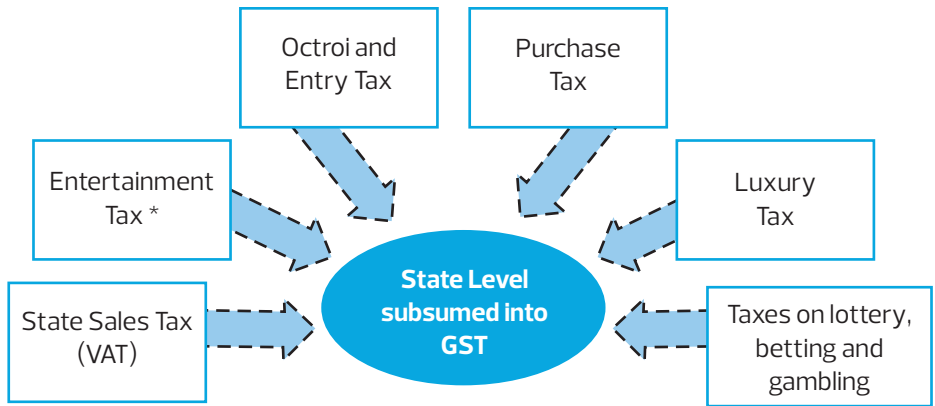 Octroi and
Entry Tax
Purchase
Tax
Entertainment
Tax *
Luxury
Tax
State Level
subsumed into
GST
State Sales Tax
(VAT)
Taxes on lottery,
betting and
gambling